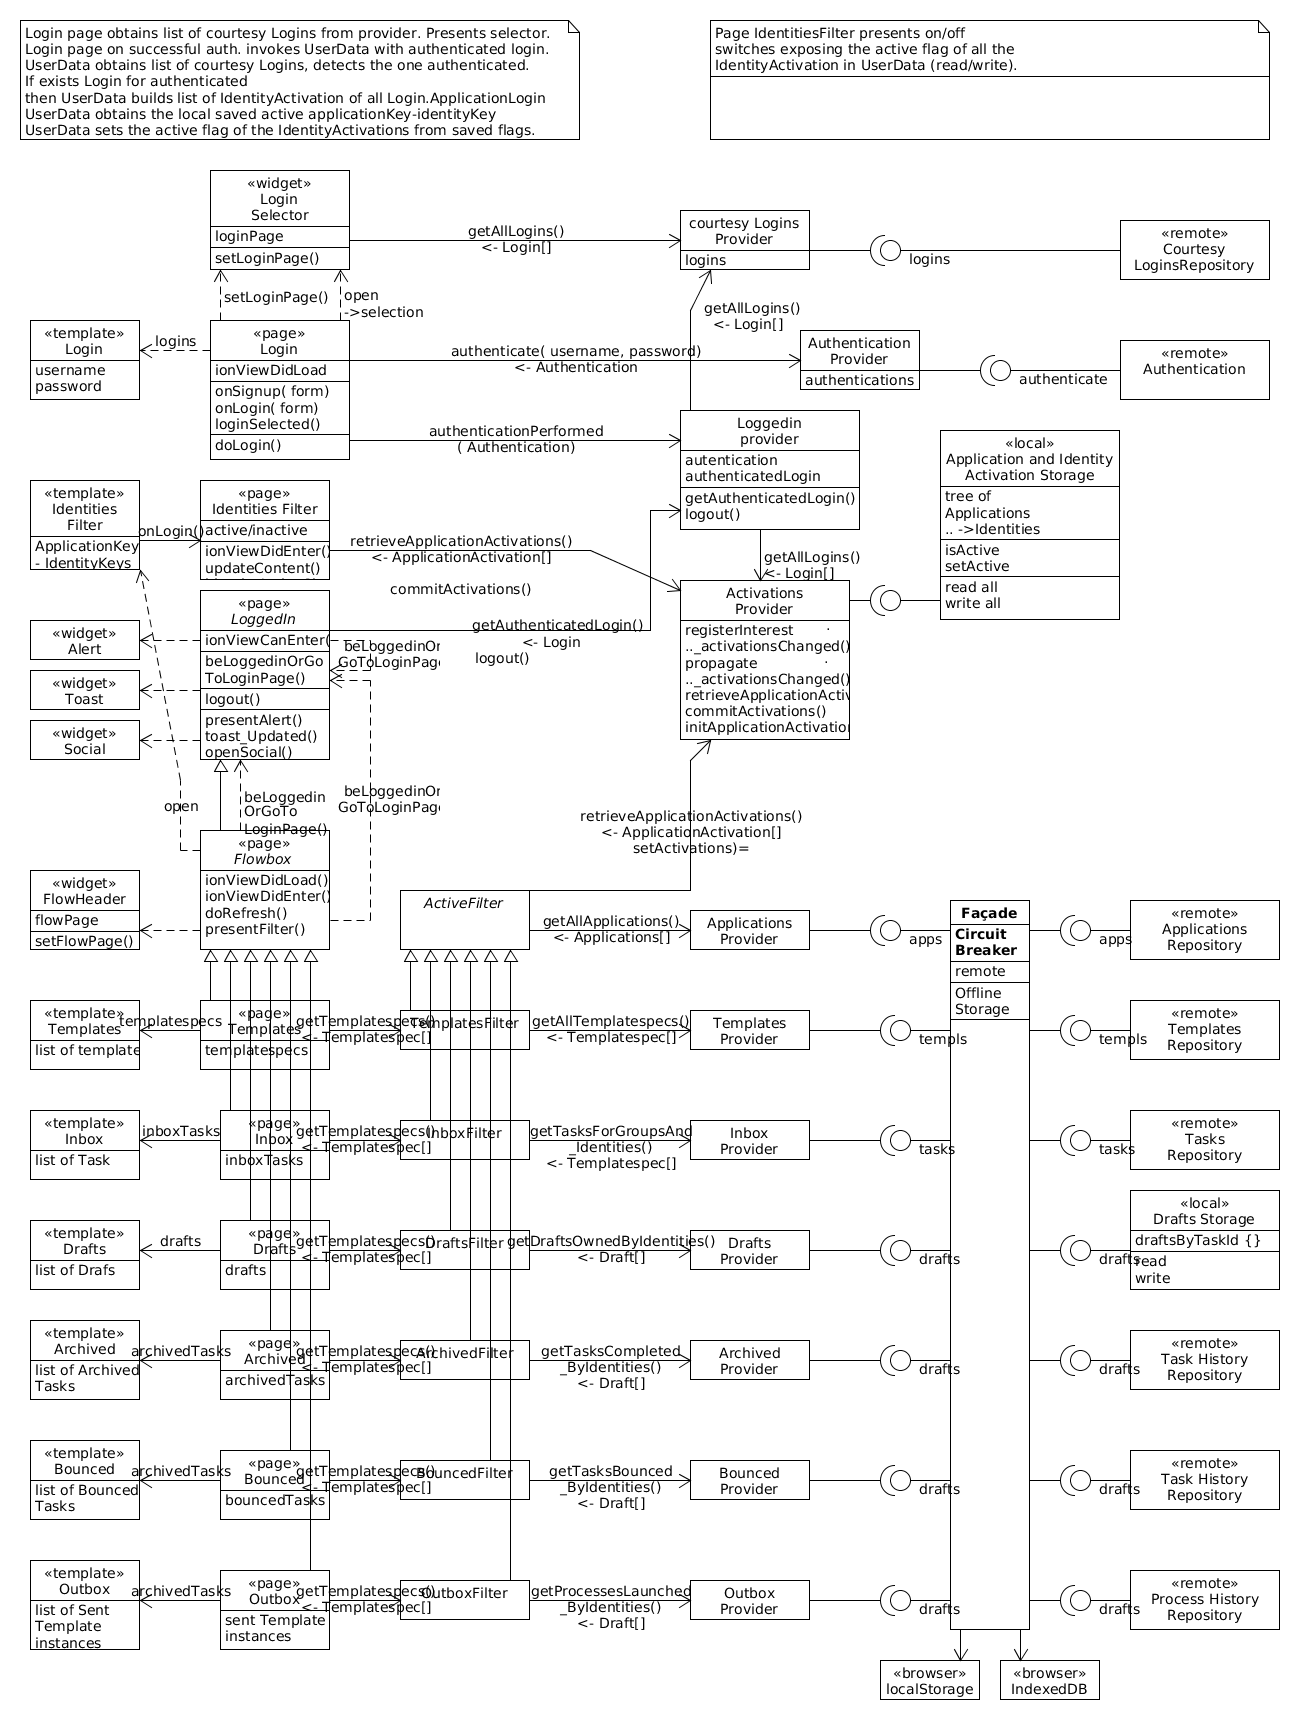 Login page obtains list of courtesy Logins from provider. Presents selector.
Login page on successful auth. invokes UserData with authenticated login.
UserData obtains list of courtesy Logins, detects the one authenticated.
If exists Login for authenticated
then UserData builds list of IdentityActivation of all Login.ApplicationLogin
UserData obtains the local saved active applicationKey-identityKey
UserData sets the active flag of the IdentityActivations from saved flags.
Page IdentitiesFilter presents on/off
switches exposing the active flag of all the
IdentityActivation in UserData (read/write).
«widget»
Login
Selector
loginPage
setLoginPage()
getAllLogins()
<- Login[]
courtesy Logins
Provider
logins
logins
«remote»
Courtesy
LoginsRepository
setLoginPage()
open
->selection
getAllLogins()
<- Login[]
«template»
Login
username
password
logins
«page»
Login
ionViewDidLoad
onSignup( form)
onLogin( form)
loginSelected()
doLogin()
authenticate( username, password)
<- Authentication
Authentication
Provider
authentications
authenticate
«remote»
Authentication
authenticationPerformed
( Authentication)
Loggedin
provider
autentication
authenticatedLogin
getAuthenticatedLogin()
logout()
«local»
Application and Identity
Activation Storage
tree of
Applications
.. ->Identities
isActive
setActive
read all
write all
«template»
Identities
Filter
ApplicationKey
- IdentityKeys
onLogin()
«page»
Identities Filter
active/inactive
ionViewDidEnter()
updateContent()
retrieveApplicationActivations()
<- ApplicationActivation[]
commitActivations()
getAllLogins()
<- Login[]
Activations
Provider
registerInterest .
.._activationsChanged()
propagate .
.._activationsChanged()
retrieveApplicationActiv
commitActivations()
initApplicationActivation
«widget»
Alert
«widget»
Toast
«widget»
Social
«page»
LoggedIn
ionViewCanEnter(
beLoggedinOrGo
ToLoginPage()
logout()
presentAlert()
toast_Updated()
openSocial()
beLoggedinOr
GoToLoginPage
getAuthenticatedLogin()
<- Login
logout()
open
beLoggedin
OrGoTo
LoginPage()
beLoggedinOr
GoToLoginPage
retrieveApplicationActivations()
<- ApplicationActivation[]
setActivations)=
«widget»
FlowHeader
flowPage
setFlowPage()
«page»
Flowbox
ionViewDidLoad()
ionViewDidEnter()
doRefresh()
presentFilter()
ActiveFilter
getAllApplications()
<- Applications[]
Applications
Provider
apps
Façade
Circuit
Breaker
remote
Offline
Storage
apps
«remote»
Applications
Repository
«template»
Templates
list of template
templatespecs
«page»
Templates
templatespecs
getTemplatespecs()
<- Templatespec[]
TemplatesFilter
getAllTemplatespecs()
<- Templatespec[]
Templates
Provider
templs
templs
«remote»
Templates
Repository
«template»
Inbox
list of Task
inboxTasks
«page»
Inbox
inboxTasks
getTemplatespecs()
<- Templatespec[]
InboxFilter
getTasksForGroupsAnd
_Identities()
<- Templatespec[]
Inbox
Provider
tasks
tasks
«remote»
Tasks
Repository
«template»
Drafts
list of Drafs
drafts
«page»
Drafts
drafts
getTemplatespecs()
<- Templatespec[]
DraftsFilter
getDraftsOwnedByIdentities()
<- Draft[]
Drafts
Provider
drafts
drafts
«local»
Drafts Storage
draftsByTaskId {}
read
write
«template»
Archived
list of Archived
Tasks
archivedTasks
«page»
Archived
archivedTasks
getTemplatespecs()
<- Templatespec[]
ArchivedFilter
getTasksCompleted
_ByIdentities()
<- Draft[]
Archived
Provider
drafts
drafts
«remote»
Task History
Repository
«template»
Bounced
list of Bounced
Tasks
archivedTasks
«page»
Bounced
bouncedTasks
getTemplatespecs()
<- Templatespec[]
BouncedFilter
getTasksBounced
_ByIdentities()
<- Draft[]
Bounced
Provider
drafts
drafts
«remote»
Task History
Repository
«template»
Outbox
list of Sent
Template
instances
archivedTasks
«page»
Outbox
sent Template
instances
getTemplatespecs()
<- Templatespec[]
OutboxFilter
getProcessesLaunched
_ByIdentities()
<- Draft[]
Outbox
Provider
drafts
drafts
«remote»
Process History
Repository
«browser»
localStorage
«browser»
IndexedDB